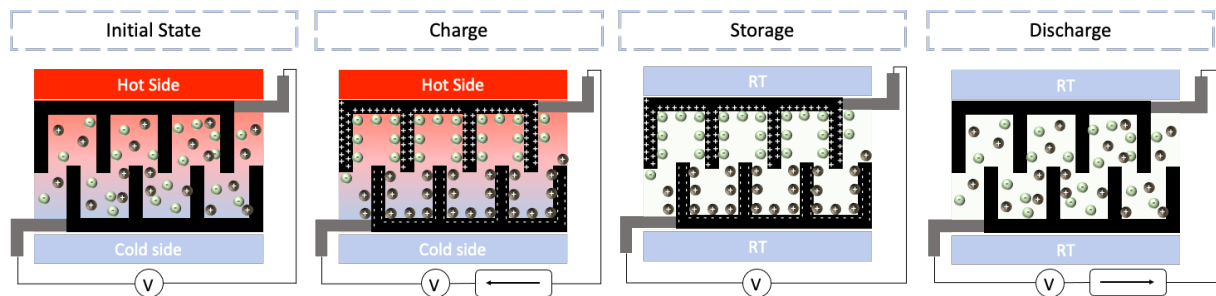 Initial State
Charge
Storage
Discharge
Hot Side
Hot Side
RT
RT
Cold side
Cold side
RT
RT
V
V
V
V